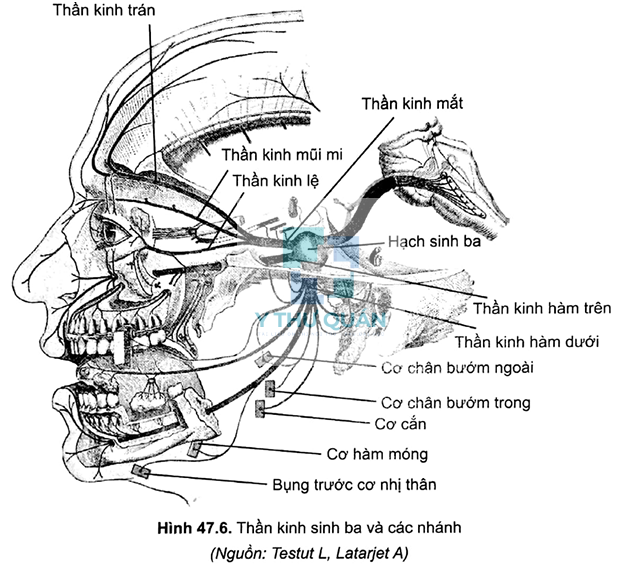 Thần kinh trán
Thần kinh mắt
Thần kinh mũi mi
Thần kinh lệ
Hạch sinh ba
Thần kinh hàm trên
Y THƯ QUÁN
Thần kinh hàm dưới
Cơ chân bướm ngoài
Cơ chân bướm trong
Cơ cắn
Cơ hàm móng
Bụng trước cơ nhị thân
Hình 47.6. Thần kinh sinh ba và các nhánh
(Nguồn: Testut L, Latarjet A)